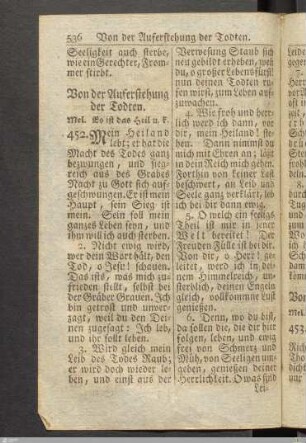 536 Von der Auferstehung der Todten.
Seeligkeit auch sterbe,
wie ein Gerechter, From-
mer stirbt.
Von der Auferstehung
der Todten.
Mel. Es ist das Heil u. k.
452. Mein Heiland
lebt; er hat die
Macht des Todes ganz
bezwungen, und sieg-
reich aus des Grabes
Nacht zu Gott sich auf-
geschwungen. Er ist mein
Haupt, sein Sieg ist
mein. Sein soll mein
ganzes Leben seyn, und
ihm will ich auch sterben.
2. Nicht ewig wird,
wer dein Wort hält, den
Tod, o Jesu! schauen.
Das ists, was mich zu-
frieden stellt, selbst bei
der Gräber Grauen. Ich
bin getrost und unver-
zagt, weil du den Dei-
nen zugesagt: Ich leb,
und ihr sollt leben.
3. Wird gleich mein
Leib des Todes Raub;
er wird doch wieder le-
ben, und einst aus der
Verwesung Staub sich
neu gebildet erheben, weñ
du, o großer Lebensfürst!
nun deinen Todten ru-
fen wirst, zum Leben auf-
zuwachen.
4. Wie froh und herr-
lich werd ich dann, vor
dir, mein Heiland! ste-
hen. Dann nimmst du
mich mit Ehren an; läßt
in dein Reich mich gehn.
Forthin von keiner Last
beschwert, an Leib und
Seele ganz verklärt, leb
ich bei dir dann ewig.
5. O welch ein seeligs
Theil ist mir in jener
Welt bereitet! Der
Freuden Fülle ist bei dir.
Von dir, o Herr! ge-
leitet, werd ich in dei-
nem Himmelreich, un-
sterblich, deinen Engeln
gleich, vollkommne Lust
genießen.
6. Denn, wo du bist,
da sollen die, die dir hier
folgen, leben, und ewig
frei von Schmerz und
Müh, von Seeligen um-
geben, genießen deiner
Herrlichkeit. O was sind
Lei-